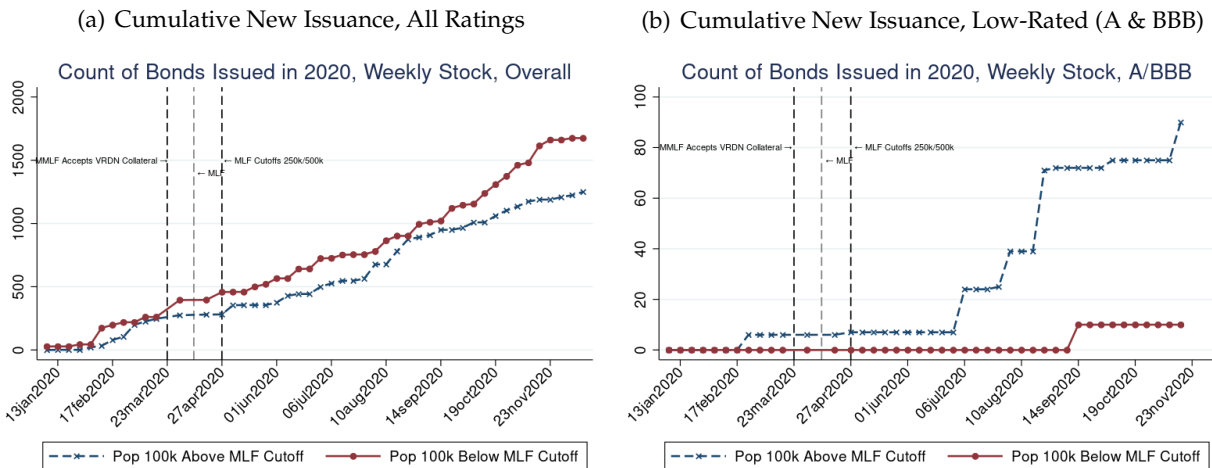 (a) Cumulative New Issuance, All Ratings
Count of Bonds Issued in 2020, Weekly Stock, Overall
2000
1500
1000
500
0
MMLF Accepts VRDN Collateral →
← MLF
← MLF Cutoffs 250k/500k
13jan2020
17feb2020
23mar2020
27apr2020
01jun2020
06jul2020
10aug2020
14sep2020
19oct2020
23nov2020
Pop 100k Above MLF Cutoff
Pop 100k Below MLF Cutoff
(b) Cumulative New Issuance, Low-Rated (A & BBB)
Count of Bonds Issued in 2020, Weekly Stock, A/BBB
100
80
60
40
20
0
MMLF Accepts VRDN Collateral →
← MLF
← MLF Cutoffs 250k/500k
13jan2020
17feb2020
23mar2020
27apr2020
01jun2020
06jul2020
10aug2020
14sep2020
19oct2020
23nov2020
Pop 100k Above MLF Cutoff
Pop 100k Below MLF Cutoff